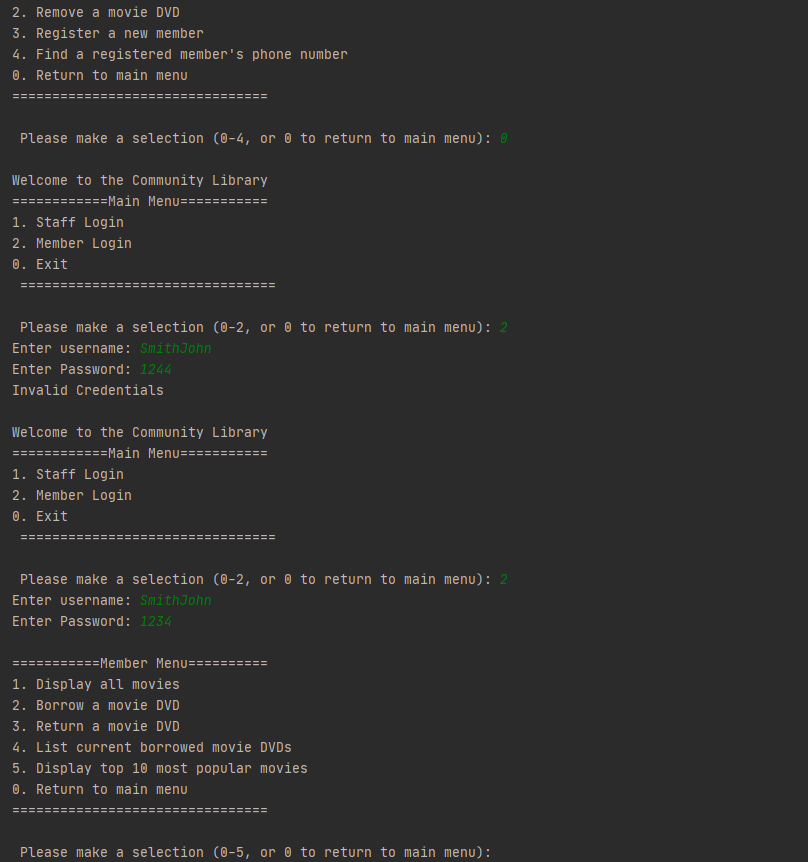 2. Remove a movie DVD
3. Register a new member
4. Find a registered member's phone number
0. Return to main menu
================================
Please make a selection (0-4, or 0 to return to main menu): 0
Welcome to the Community Library
============Main Menu===========
1. Staff Login
2. Member Login
0. Exit
================================
Please make a selection (0-2, or 0 to return to main menu): 2
Enter username: SmithJohn
Enter Password: 1244
Invalid Credentials
Welcome to the Community Library
============Main Menu===========
1. Staff Login
2. Member Login
0. Exit
================================
Please make a selection (0-2, or 0 to return to main menu): 2
Enter username: SmithJohn
Enter Password: 1234
===========Member Menu==========
1. Display all movies
2. Borrow a movie DVD
3. Return a movie DVD
4. List current borrowed movie DVDs
5. Display top 10 most popular movies
0. Return to main menu
================================
Please make a selection (0-5, or 0 to return to main menu):